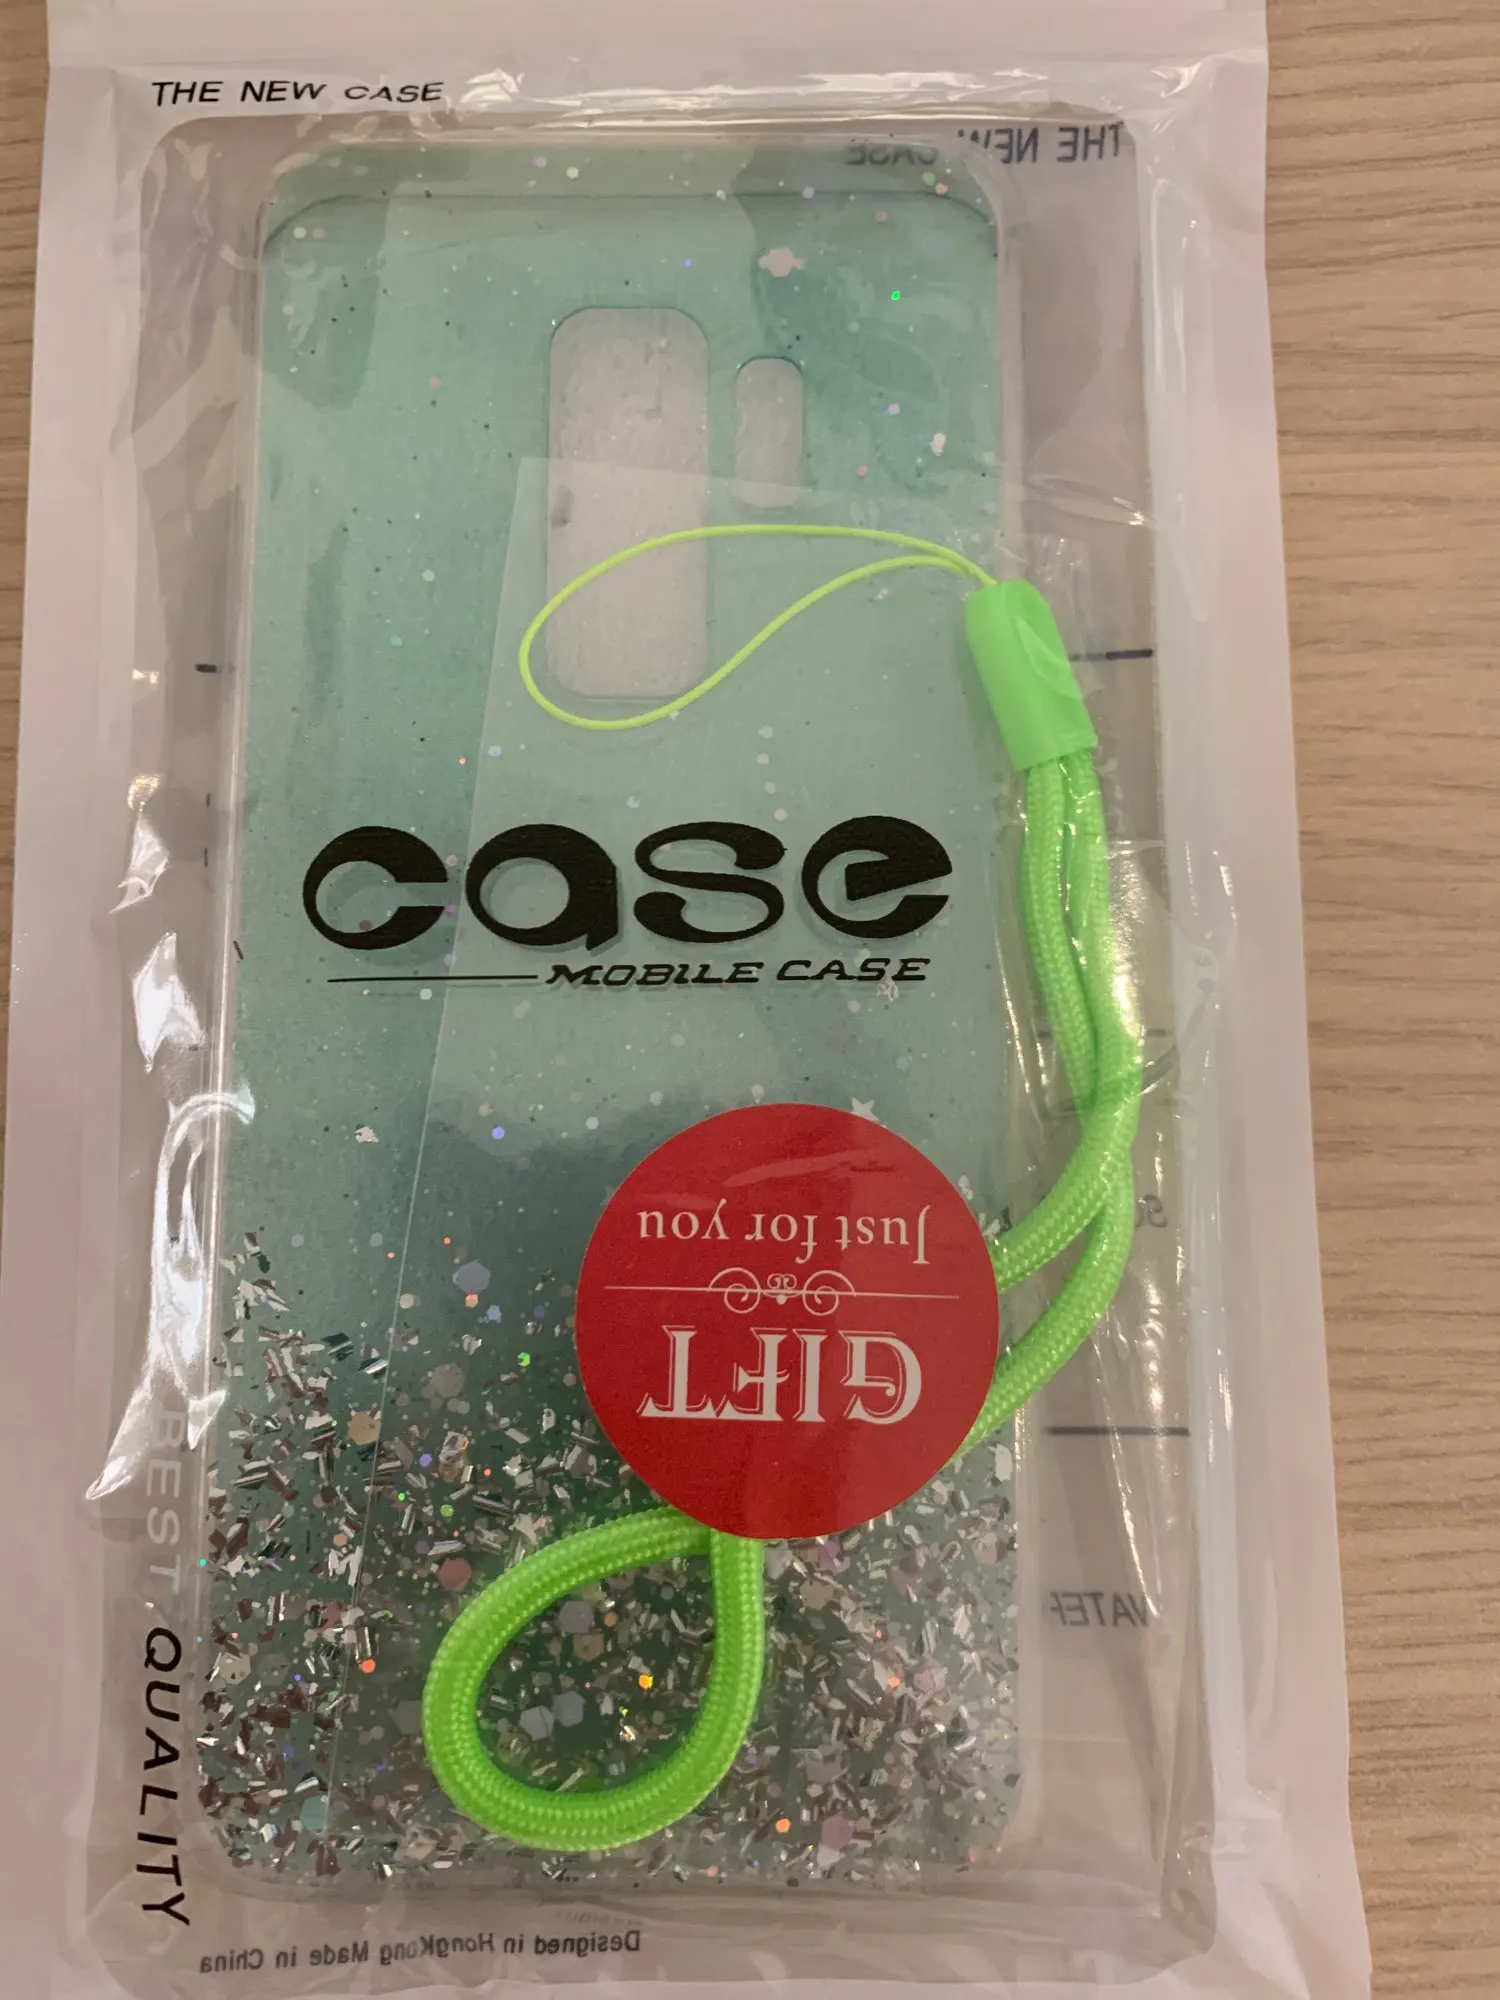 THE NEW CASE
THE NEW CASE
case
MOBILE CASE
GIFT
Just for you
BEST QUALITY
Designed in HongKong Made in China